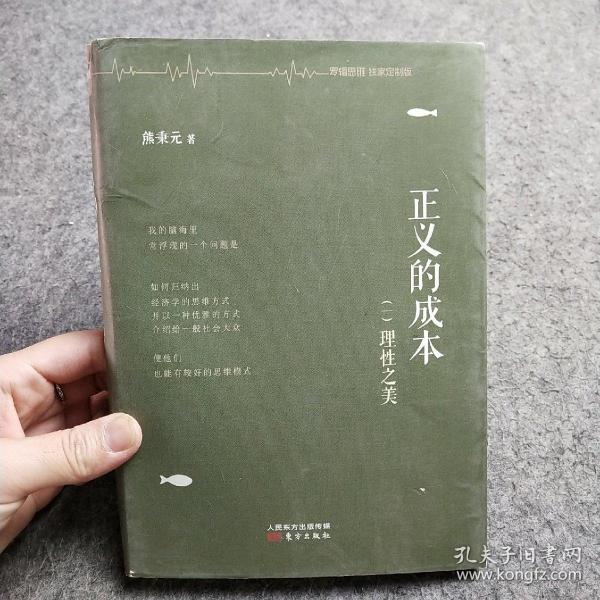 罗辑思维 独家定制版
熊秉元 著
正义的成本
(一)理性之美
我的脑海里
常浮现的一个问题是
如何归纳出
经济学的思维方式
并以一种优雅的方式
介绍给一般社会大众
使他们
也能有较好的思维模式
人民东方出版传媒
东方出版社
孔夫子旧书网
www.kongfz.com